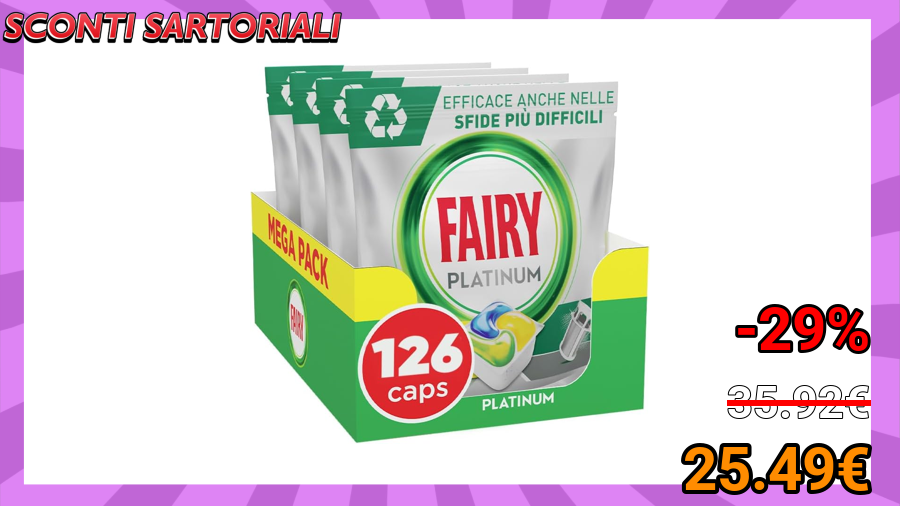 SCONTI SARTORIALI
EFFICACE ANCHE NELLE
SFIDE PIÙ DIFFICILI
FAIRY
PLATINUM
MEGA PACK
FAIRY
126
caps
PLATINUM
-29%
35.92€
25.49€